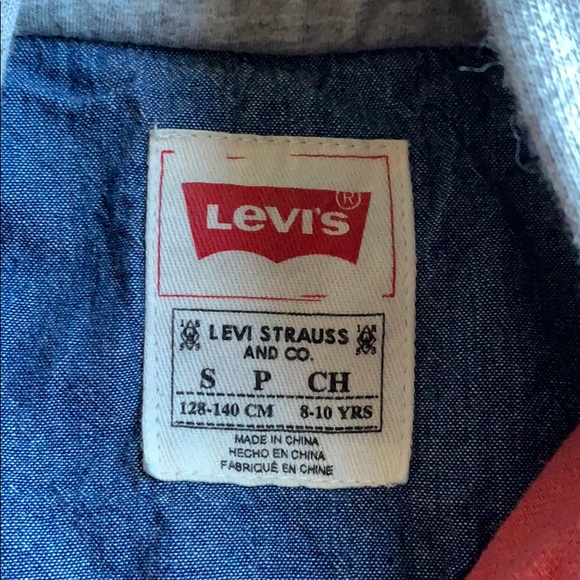 LEVI'S ®
LEVI STRAUSS
AND CO.
S P CH
128-140 CM 8-10 YRS
MADE IN CHINA
HECHO EN CHINA
FABRIQUÉ EN CHINE